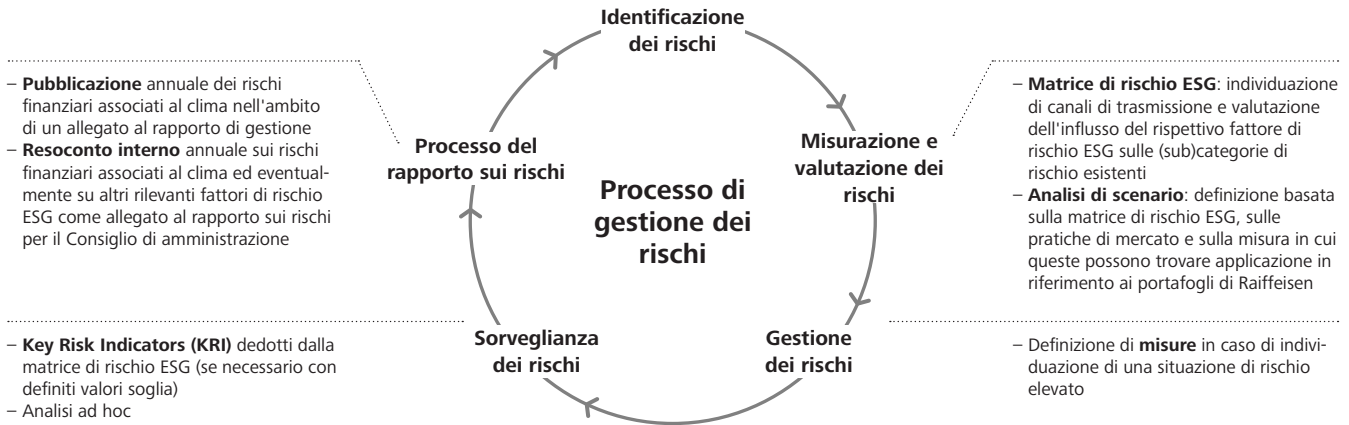 Identificazione
dei rischi
– Pubblicazione annuale dei rischi
finanziari associati al clima nell'ambito
di un allegato al rapporto di gestione
– Resoconto interno annuale sui rischi
finanziari associati al clima ed eventual-
mente su altri rilevanti fattori di rischio
ESG come allegato al rapporto sui rischi
per il Consiglio di amministrazione
Processo del
rapporto sui rischi
Processo di
gestione dei
rischi
Misurazione e
valutazione dei
rischi
– Matrice di rischio ESG: individuazione
di canali di trasmissione e valutazione
dell'influsso del rispettivo fattore di
rischio ESG sulle (sub)categorie di
rischio esistenti
– Analisi di scenario: definizione basata
sulla matrice di rischio ESG, sulle
pratiche di mercato e sulla misura in cui
queste possono trovare applicazione in
riferimento ai portafogli di Raiffeisen
– Key Risk Indicators (KRI) dedotti dalla
matrice di rischio ESG (se necessario con
definiti valori soglia)
– Analisi ad hoc
Sorveglianza
dei rischi
Gestione
dei rischi
– Definizione di misure in caso di indivi-
duazione di una situazione di rischio
elevato